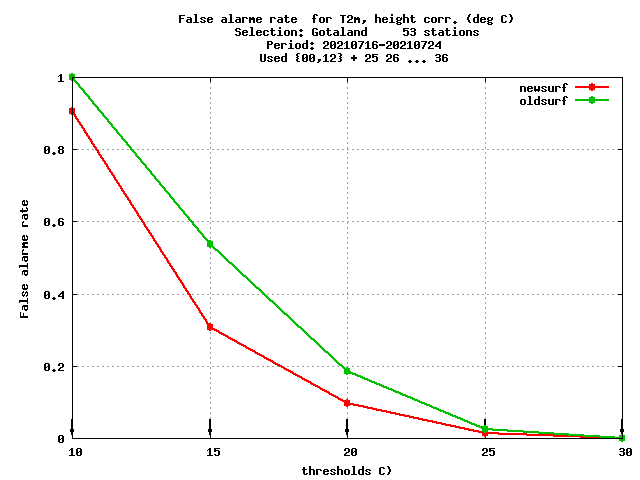 False alarme rate  for T2m, height corr. (deg C)
Selection: Gotaland     53 stations
Period: 20210716-20210724
Used {00,12} + 25 26 ... 36
newsurf
oldsurf
1
0.8
0.6
0.4
0.2
0
False alarme rate
10 15 20 25 30
thresholds C)